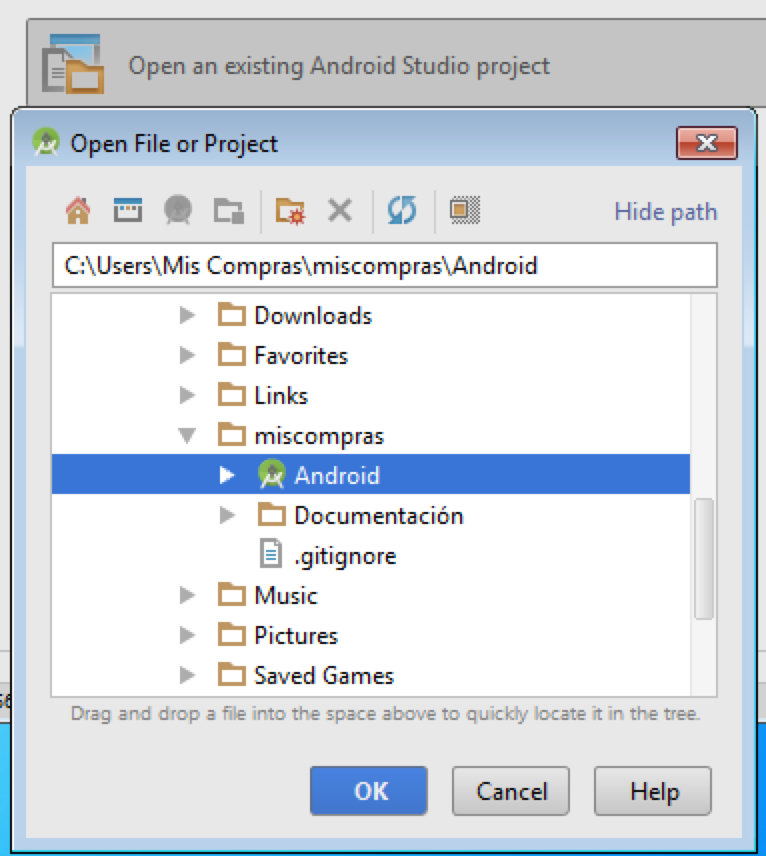 Open an existing Android Studio project
Open File or Project
Hide path
C:\Users\Mis Compras\miscompras\Android
Downloads
Favorites
Links
miscompras
Android
Documentación
.gitignore
Music
Pictures
Saved Games
Drag and drop a file into the space above to quickly locate it in the tree.
OK Cancel Help